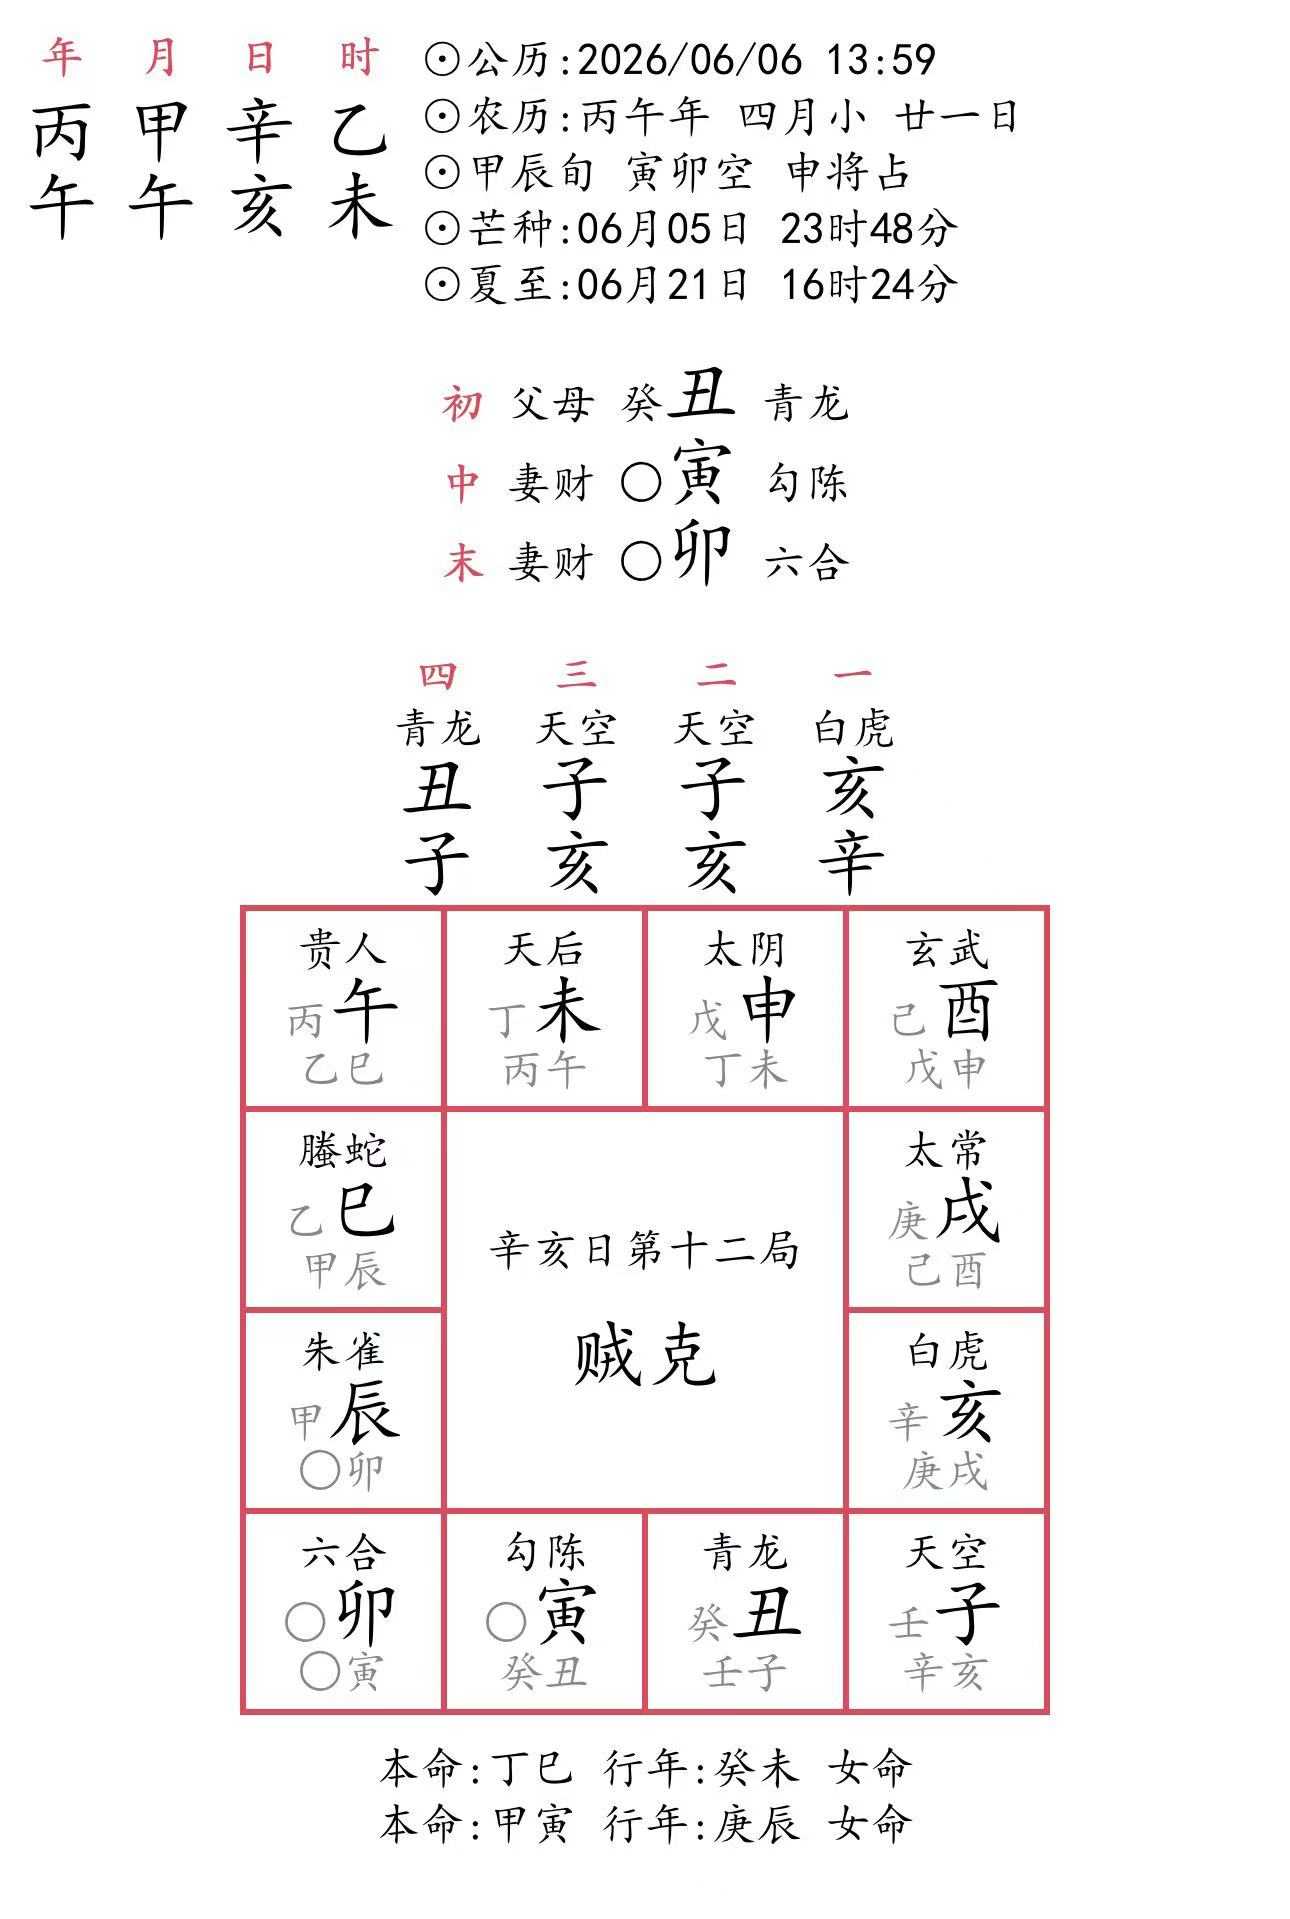 年 月 日 时
丙 甲 辛 乙
午 午 亥 未
⊙公历:2026/06/06 13:59
⊙农历:丙午年 四月小 廿一日
⊙甲辰旬 寅卯空 申将占
⊙芒种:06月05日 23时48分
⊙夏至:06月21日 16时24分
初 父母 癸丑 青龙
中 妻财 〇寅 勾陈
末 妻财 〇卯 六合
四 三 二 一
青龙 天空 天空 白虎
丑 子 子 亥
子 亥 亥 辛
贵人 天后 太阴 玄武
丙午 丁未 戊申 己酉
乙巳 丙午 丁未 戊申
螣蛇 太常
乙巳 庚戌
甲辰 己酉
辛亥日第十二局
贼克
朱雀 白虎
甲辰 辛亥
〇卯 庚戌
六合 勾陈 青龙 天空
〇卯 〇寅 癸丑 壬子
〇寅 癸丑 壬子 辛亥
本命:丁巳 行年:癸未 女命
本命:甲寅 行年:庚辰 女命